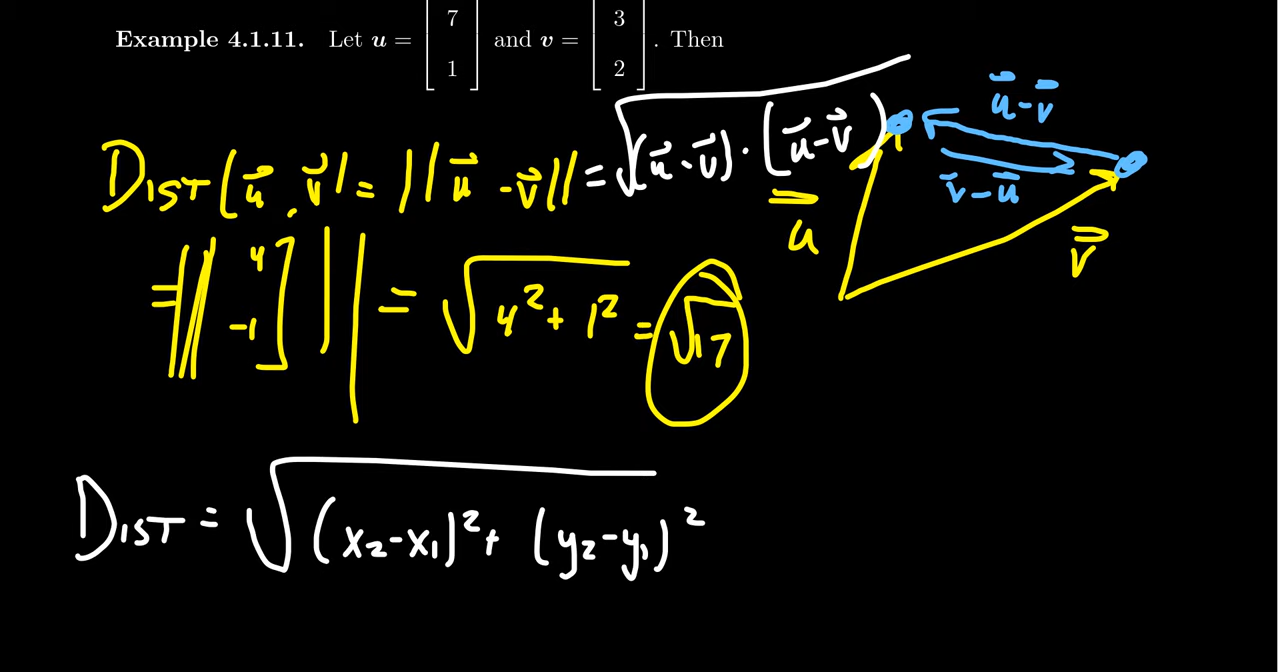 Example 4.1.11. Let u = [7 1] and v = [3 2]. Then
DIST(u⃗, v⃗) = ||u⃗ - v⃗|| = √(u⃗-v⃗)·(u⃗-v⃗)
u⃗-v⃗
v⃗-u⃗
u⃗
v⃗
= ||[4 -1]|| = √4² + 1² = √17
DIST = √(x₂-x₁)² + (y₂-y₁)²